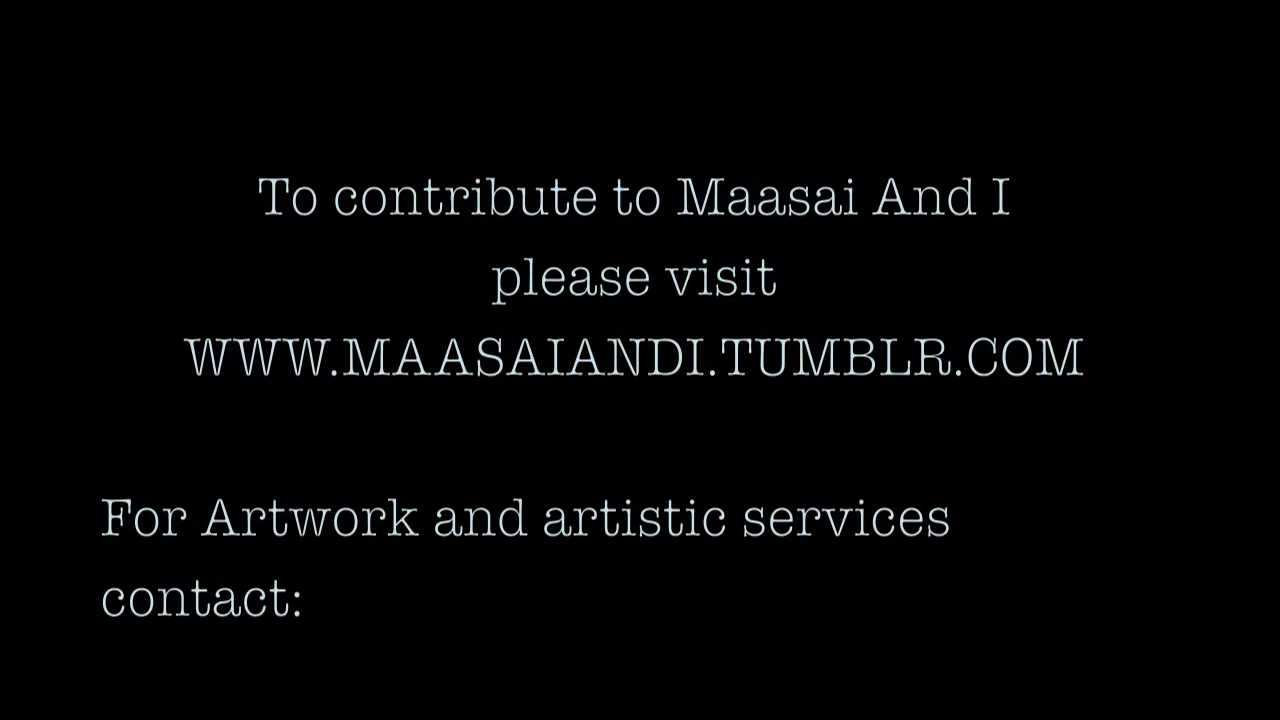 To contribute to Maasai And I
please visit
WWW.MAASAIANDI.TUMBLR.COM
For Artwork and artistic services
contact: